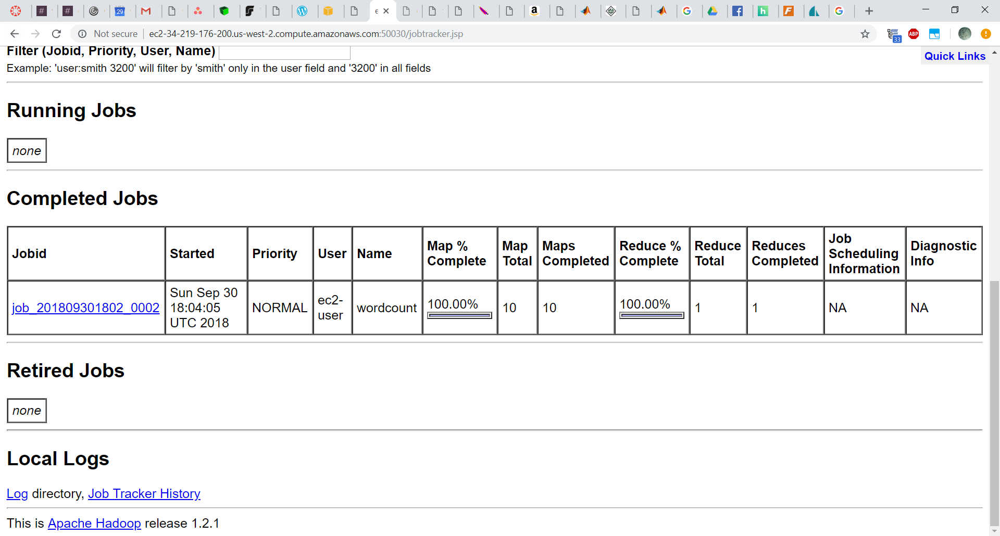 Not secure | ec2-34-219-176-200.us-west-2.compute.amazonaws.com:50030/jobtracker.jsp
33
ABP
Filter (Jobid, Priority, User, Name)
Quick Links
Example: 'user:smith 3200' will filter by 'smith' only in the user field and '3200' in all fields
Running Jobs
none
Completed Jobs
Jobid Started Priority User Name Map % Complete Map Total Maps Completed Reduce % Complete Reduce Total Reduces Completed Job Scheduling Information Diagnostic Info
job_201809301802_0002 Sun Sep 30 18:04:05 UTC 2018 NORMAL ec2-user wordcount 100.00% 10 10 100.00% 1 1 NA NA
Retired Jobs
none
Local Logs
Log directory, Job Tracker History
This is Apache Hadoop release 1.2.1